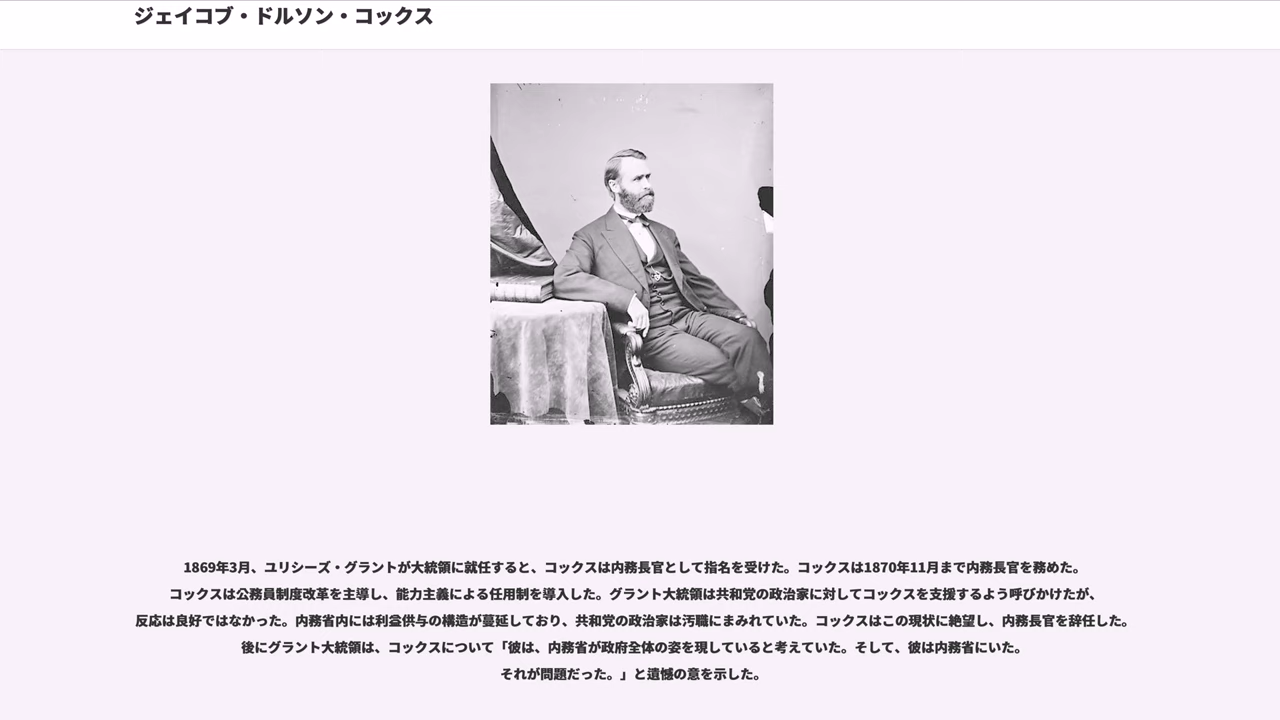 ジェイコブ・ドルソン・コックス
1869年3月、ユリシーズ・グラントが大統領に就任すると、コックスは内務長官として指名を受けた。コックスは1870年11月まで内務長官を務めた。
コックスは公務員制度改革を主導し、能力主義による任用制を導入した。グラント大統領は共和党の政治家に対してコックスを支援するよう呼びかけたが、
反応は良好ではなかった。内務省内には利益供与の構造が蔓延しており、共和党の政治家は汚職にまみれていた。コックスはこの現状に絶望し、内務長官を辞任した。
後にグラント大統領は、コックスについて「彼は、内務省が政府全体の姿を現していると考えていた。そして、彼は内務省にいた。
それが問題だった。」と遺憾の意を示した。